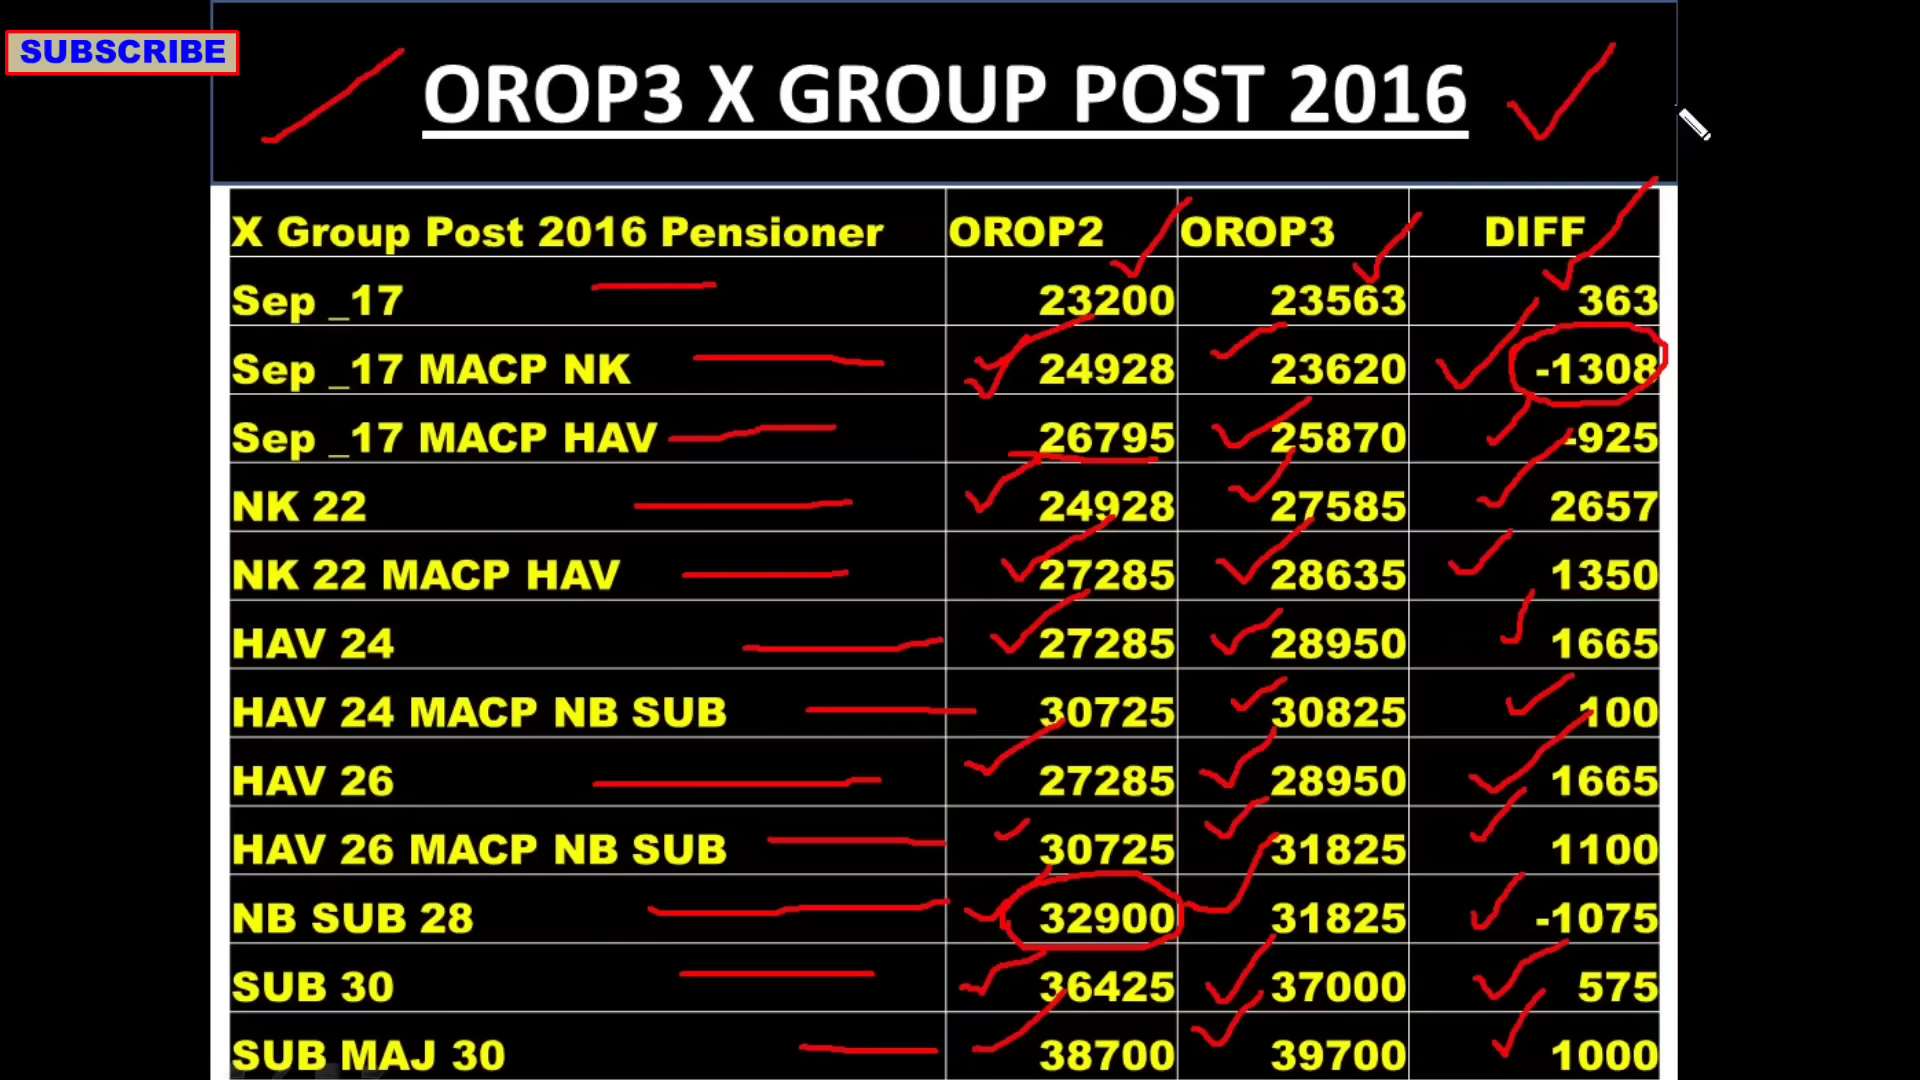 SUBSCRIBE
OROP3 X GROUP POST 2016
X Group Post 2016 Pensioner OROP2 OROP3 DIFF
Sep _17 23200 23563 363
Sep _17 MACP NK 24928 23620 -1308
Sep _17 MACP HAV 26795 25870 -925
NK 22 24928 27585 2657
NK 22 MACP HAV 27285 28635 1350
HAV 24 27285 28950 1665
HAV 24 MACP NB SUB 30725 30825 100
HAV 26 27285 28950 1665
HAV 26 MACP NB SUB 30725 31825 1100
NB SUB 28 32900 31825 -1075
SUB 30 36425 37000 575
SUB MAJ 30 38700 39700 1000